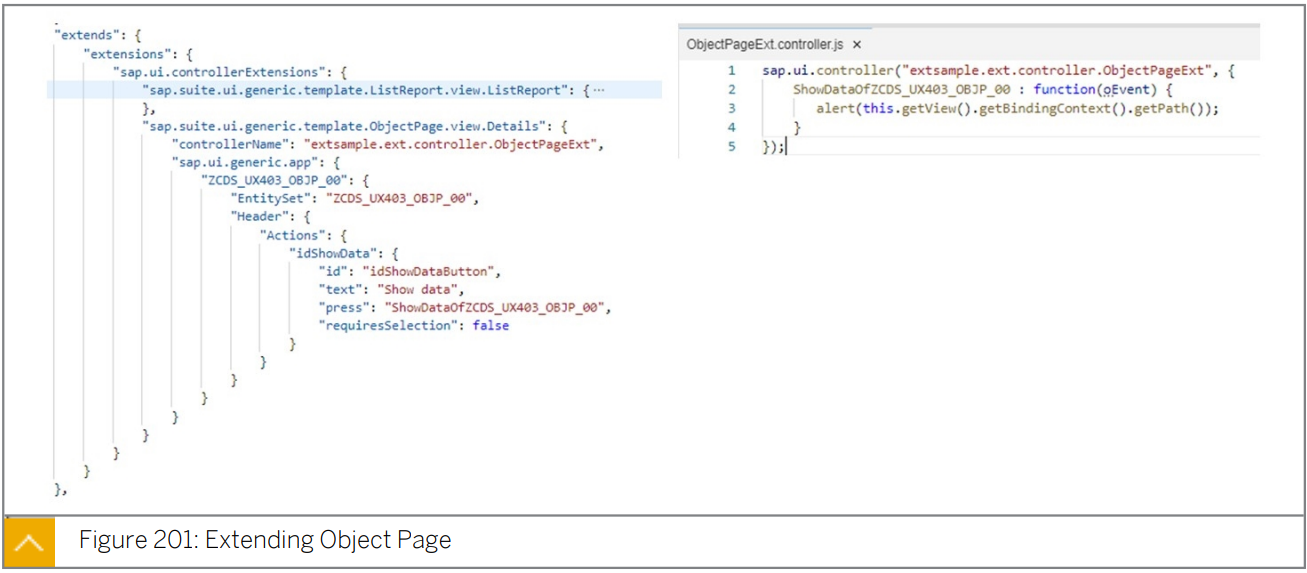 "extends": {
"extensions": {
"sap.ui.controllerExtensions": {
"sap.suite.ui.generic.template.ListReport.view.ListReport": { ...
},
"sap.suite.ui.generic.template.ObjectPage.view.Details": {
"controllerName": "extsample.ext.controller.ObjectPageExt",
"sap.ui.generic.app": {
"ZCDS_UX403_OBJP_00": {
"EntitySet": "ZCDS_UX403_OBJP_00",
"Header": {
"Actions": {
"idShowData": {
"id": "idShowDataButton",
"text": "Show data",
"press": "ShowDataOfZCDS_UX403_OBJP_00",
"requiresSelection": false
}
}
}
}
}
}
}
}
},
ObjectPageExt.controller.js ×
1 sap.ui.controller("extsample.ext.controller.ObjectPageExt", {
2 ShowDataOfZCDS_UX403_OBJP_00 : function(oEvent) {
3 alert(this.getView().getBindingContext().getPath());
4 }
5 });
Figure 201: Extending Object Page